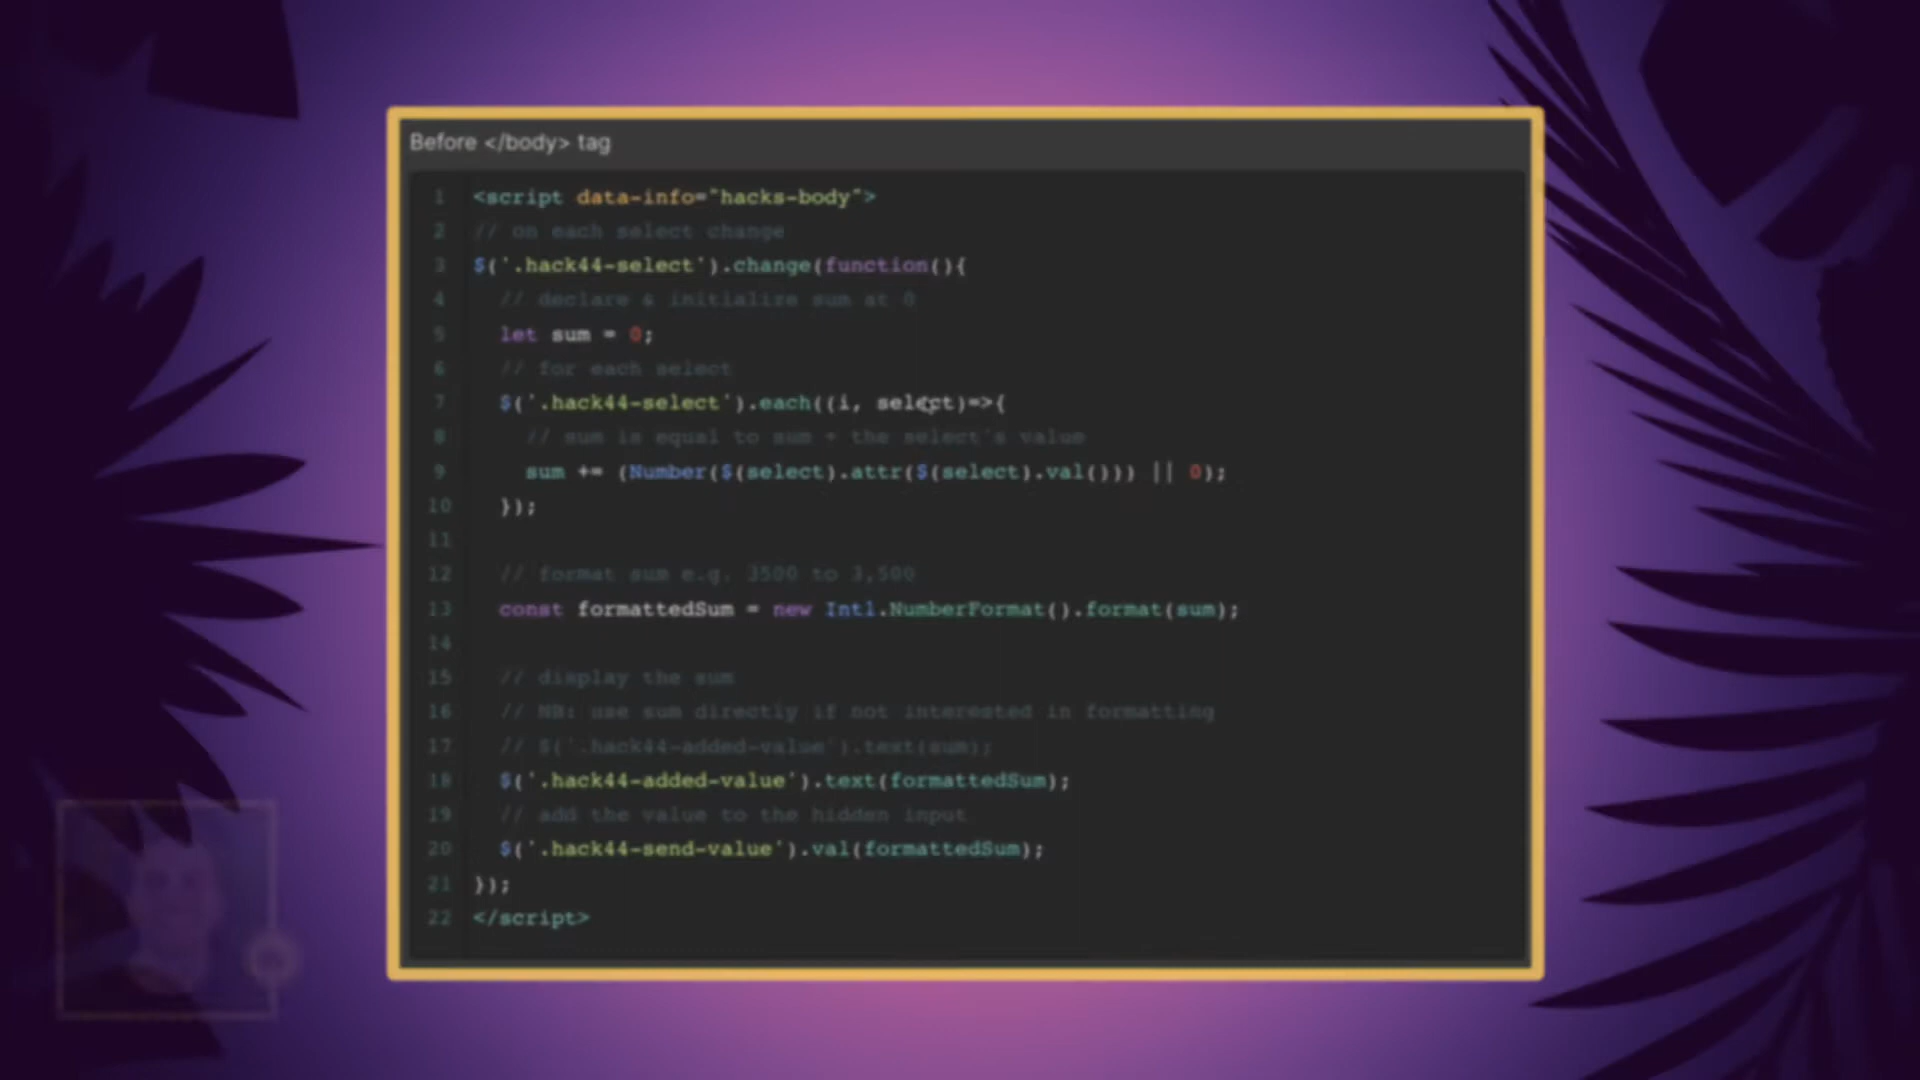 Before </body> tag
1 <script data-info="hacks-body">
2 // on each select change
3 $('.hack44-select').change(function(){
4 // declare & initialize sum at 0
5 let sum = 0;
6 // for each select
7 $('.hack44-select').each((i, select)=>{
8 // sum is equal to sum + the select's value
9 sum += (Number($(select).attr($(select).val())) || 0);
10 });
11
12 // format sum e.g. 3500 to 3,500
13 const formattedSum = new Intl.NumberFormat().format(sum);
14
15 // display the sum
16 // NB: use sum directly if not interested in formatting
17 // $('.hack44-added-value').text(sum);
18 $('.hack44-added-value').text(formattedSum);
19 // add the value to the hidden input
20 $('.hack44-send-value').val(formattedSum);
21 });
22 </script>